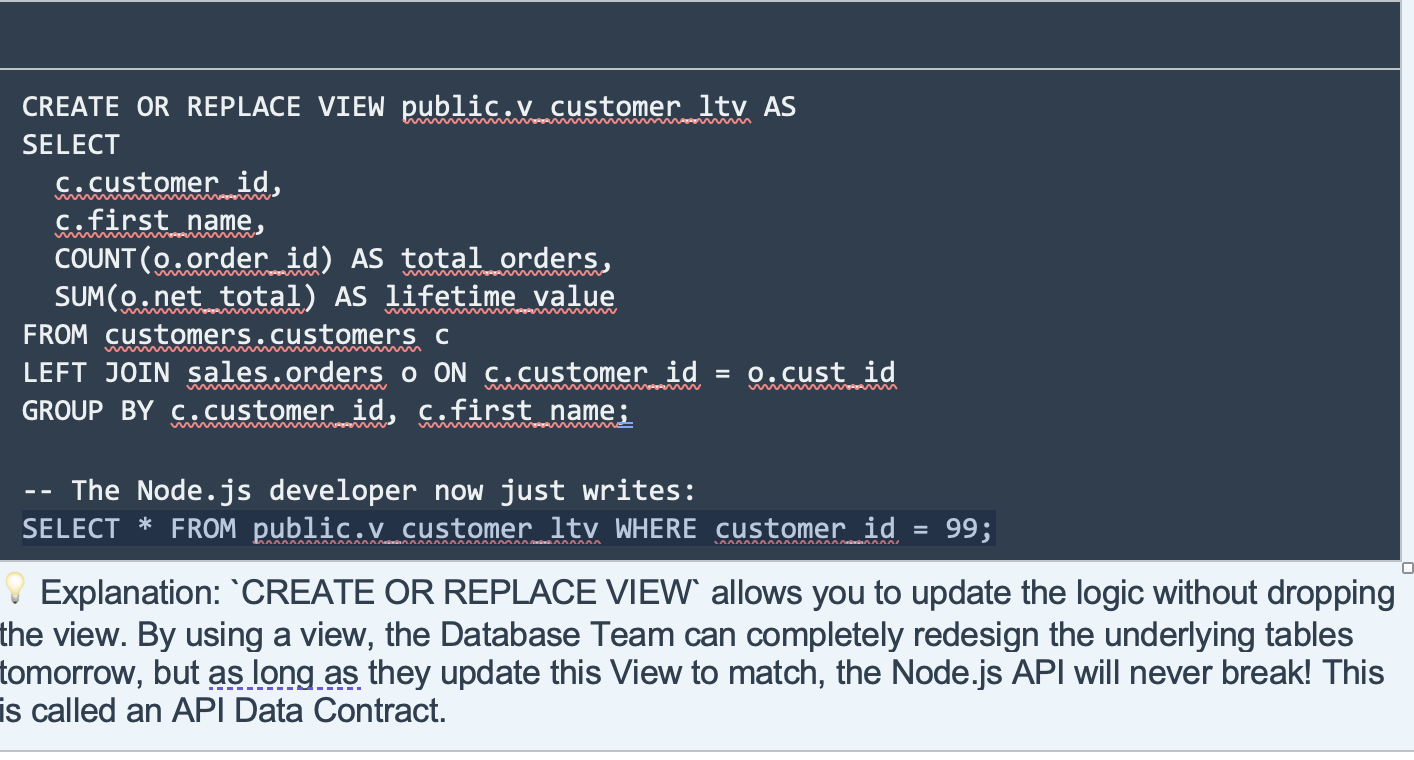 CREATE OR REPLACE VIEW public.v_customer_ltv AS
SELECT
  c.customer_id,
  c.first_name,
  COUNT(o.order_id) AS total_orders,
  SUM(o.net_total) AS lifetime_value
FROM customers.customers c
LEFT JOIN sales.orders o ON c.customer_id = o.cust_id
GROUP BY c.customer_id, c.first_name;
-- The Node.js developer now just writes:
SELECT * FROM public.v_customer_ltv WHERE customer_id = 99;
💡 Explanation: `CREATE OR REPLACE VIEW` allows you to update the logic without dropping
the view. By using a view, the Database Team can completely redesign the underlying tables
tomorrow, but as long as they update this View to match, the Node.js API will never break! This
is called an API Data Contract.